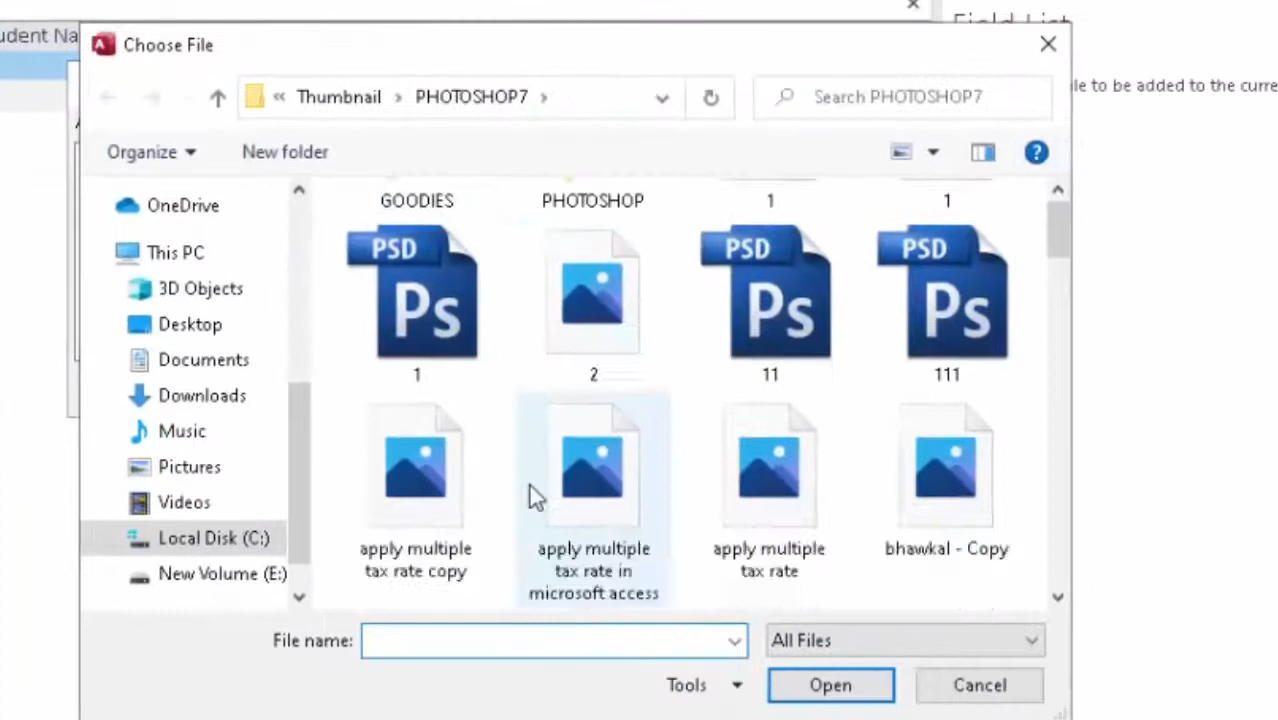 udent Na
Field List
Choose File
le to be added to the curre
« Thumbnail › PHOTOSHOP7 ›
Search PHOTOSHOP7
Organize
New folder
GOODIES
PHOTOSHOP
1
1
OneDrive
This PC
3D Objects
Desktop
Documents
Downloads
Music
Pictures
Videos
Local Disk (C:)
New Volume (E:)
PSD
Ps
1
2
PSD
Ps
11
PSD
Ps
111
apply multiple
tax rate copy
apply multiple
tax rate in
microsoft access
apply multiple
tax rate
bhawkal - Copy
File name:
All Files
Tools
Open
Cancel